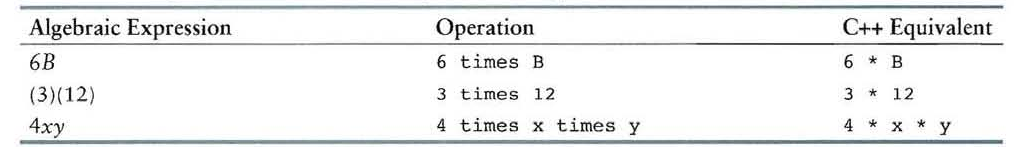 Algebraic Expression Operation C++ Equivalent
6B 6 times B 6 * B
(3)(12) 3 times 12 3 * 12
4xy 4 times x times y 4 * x * y